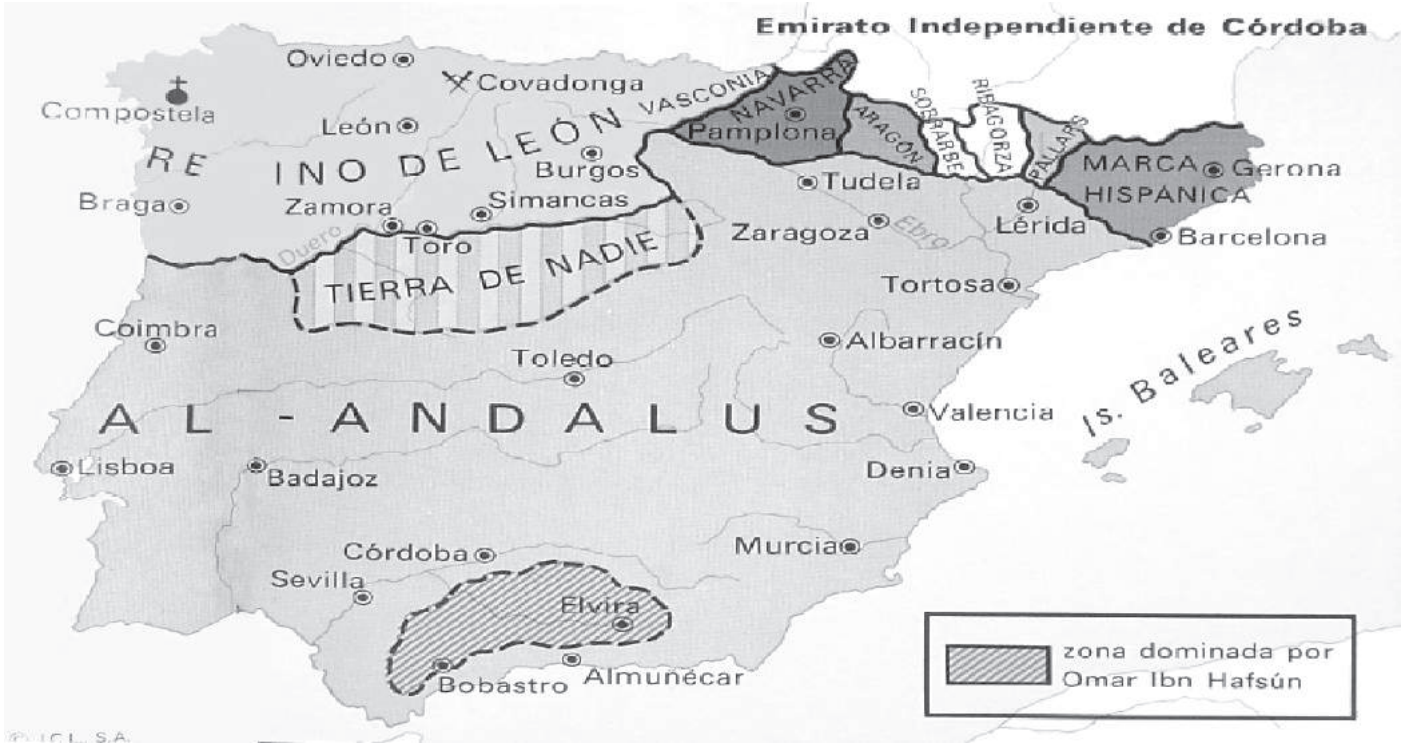 Emirato Independiente de Córdoba
Oviedo
Covadonga
Compostela
León
VASCONIA
NAVARRA
Pamplona
ARAGÓN
SOBRARBE
RIBAGORZA
PALLARS
MARCA
HISPÁNICA
Gerona
REINO DE LEÓN
Burgos
Braga
Zamora
Simancas
Toro
Duero
Tudela
Zaragoza
Ebro
Lérida
Barcelona
TIERRA DE NADIE
Tortosa
Coimbra
Albarracín
Toledo
Is. Baleares
AL-ANDALUS
Valencia
Lisboa
Badajoz
Denia
Córdoba
Murcia
Sevilla
Elvira
Bobastro
Almuñécar
zona dominada por
Omar Ibn Hafsún